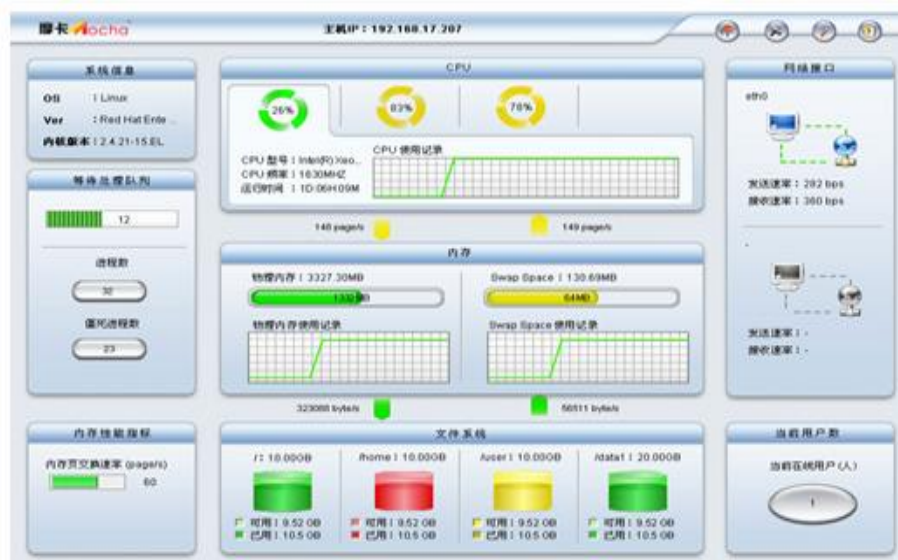 摩卡 Mocha
主机IP：192.168.17.207
系统信息
OS : Linux
Ver : Red Hat Ente ...
内核版本 : 2.4.21-15.EL
等待处理队列
12
进程数
32
僵死进程数
23
内存性能指标
内存页交换速率 (page/s)
60
CPU
26%
83%
78%
CPU 型号 : Intel(R) Xeo...
CPU 频率 : 1830MHZ
运行时间 : 1D:06H:09M
CPU 使用记录
148 page/s
149 page/s
内存
物理内存 : 3327.30MB
1332MB
物理内存使用记录
Swap Space : 130.69MB
64MB
Swap Space 使用记录
323088 byte/s
56511 byte/s
文件系统
/ : 10.00GB
可用 : 9.52 GB
已用 : 10.5 GB
/home : 10.00GB
可用 : 9.52 GB
已用 : 10.5 GB
/user : 10.00GB
可用 : 9.52 GB
已用 : 10.5 GB
/data1 : 20.00GB
可用 : 9.52 GB
已用 : 10.5 GB
网络接口
eth0
发送速率 : 282 bps
接收速率 : 360 bps
发送速率 : -
接收速率 : -
当前用户数
当前在线用户 (人)
1